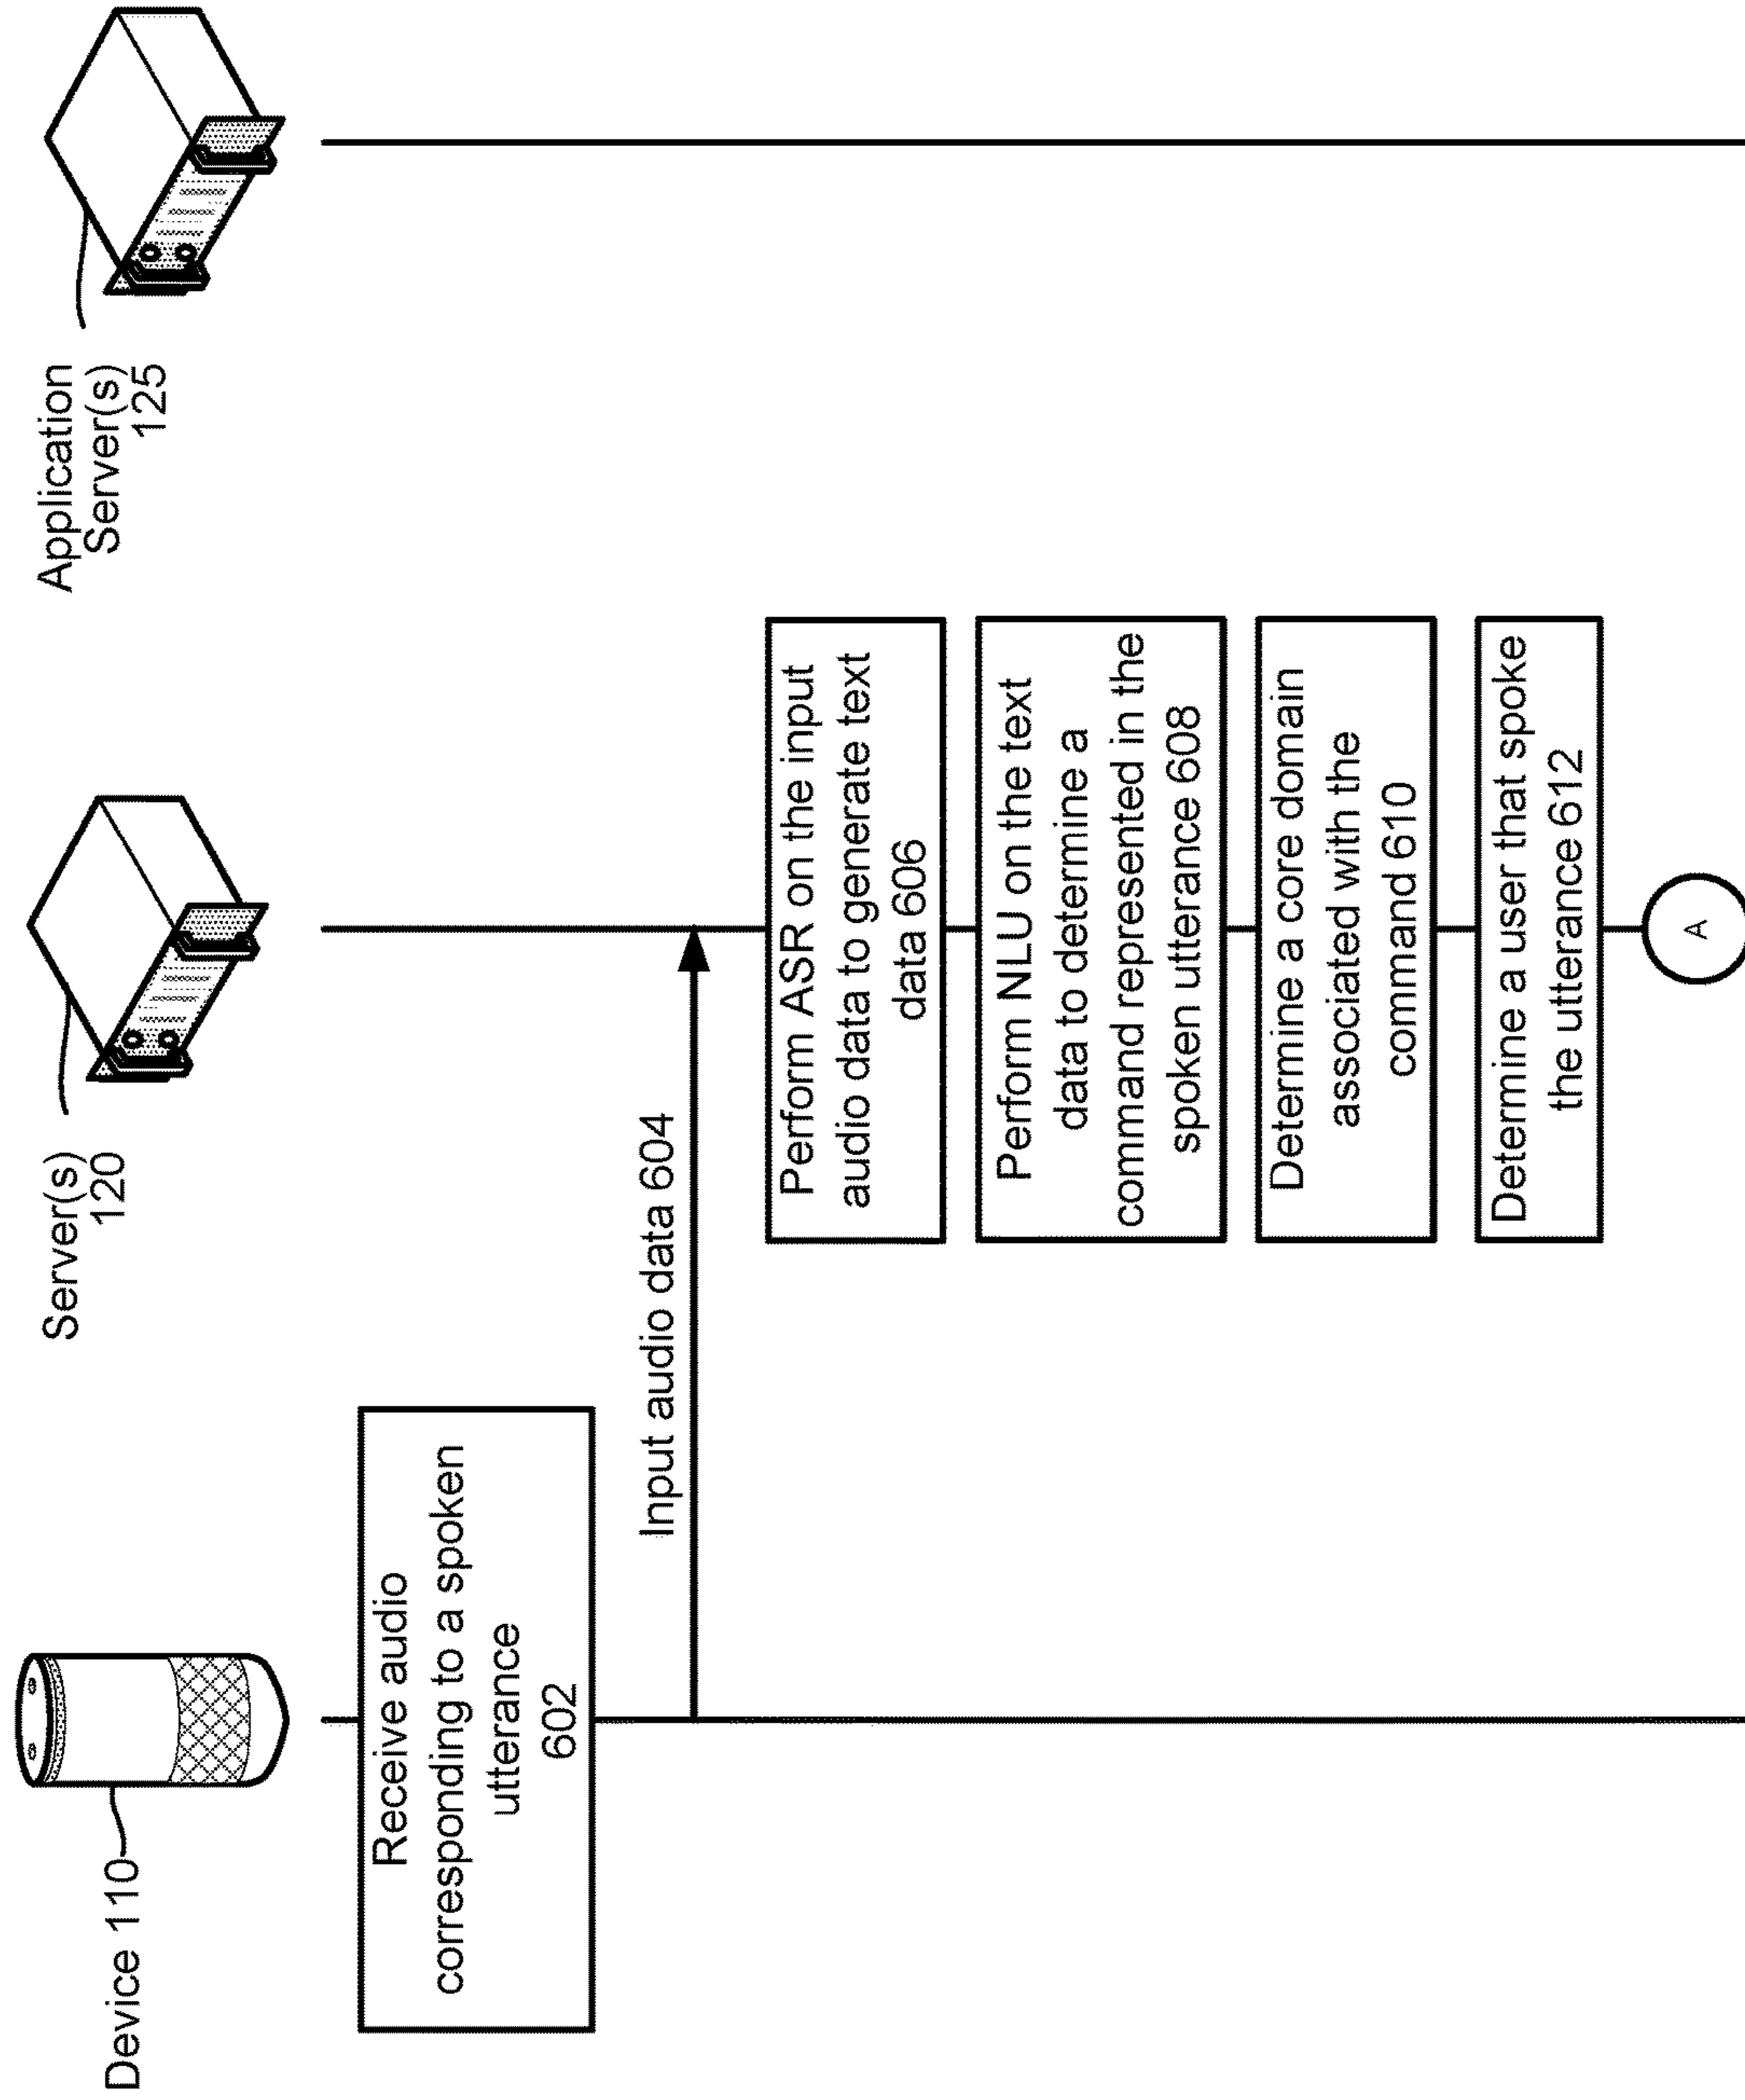 Device 110
Server(s)
120
Application
Server(s)
125
Receive audio
corresponding to a spoken
utterance
602
Input audio data 604
Perform ASR on the input
audio data to generate text
data 606
Perform NLU on the text
data to determine a
command represented in the
spoken utterance 608
Determine a core domain
associated with the
command 610
Determine a user that spoke
the utterance 612
A